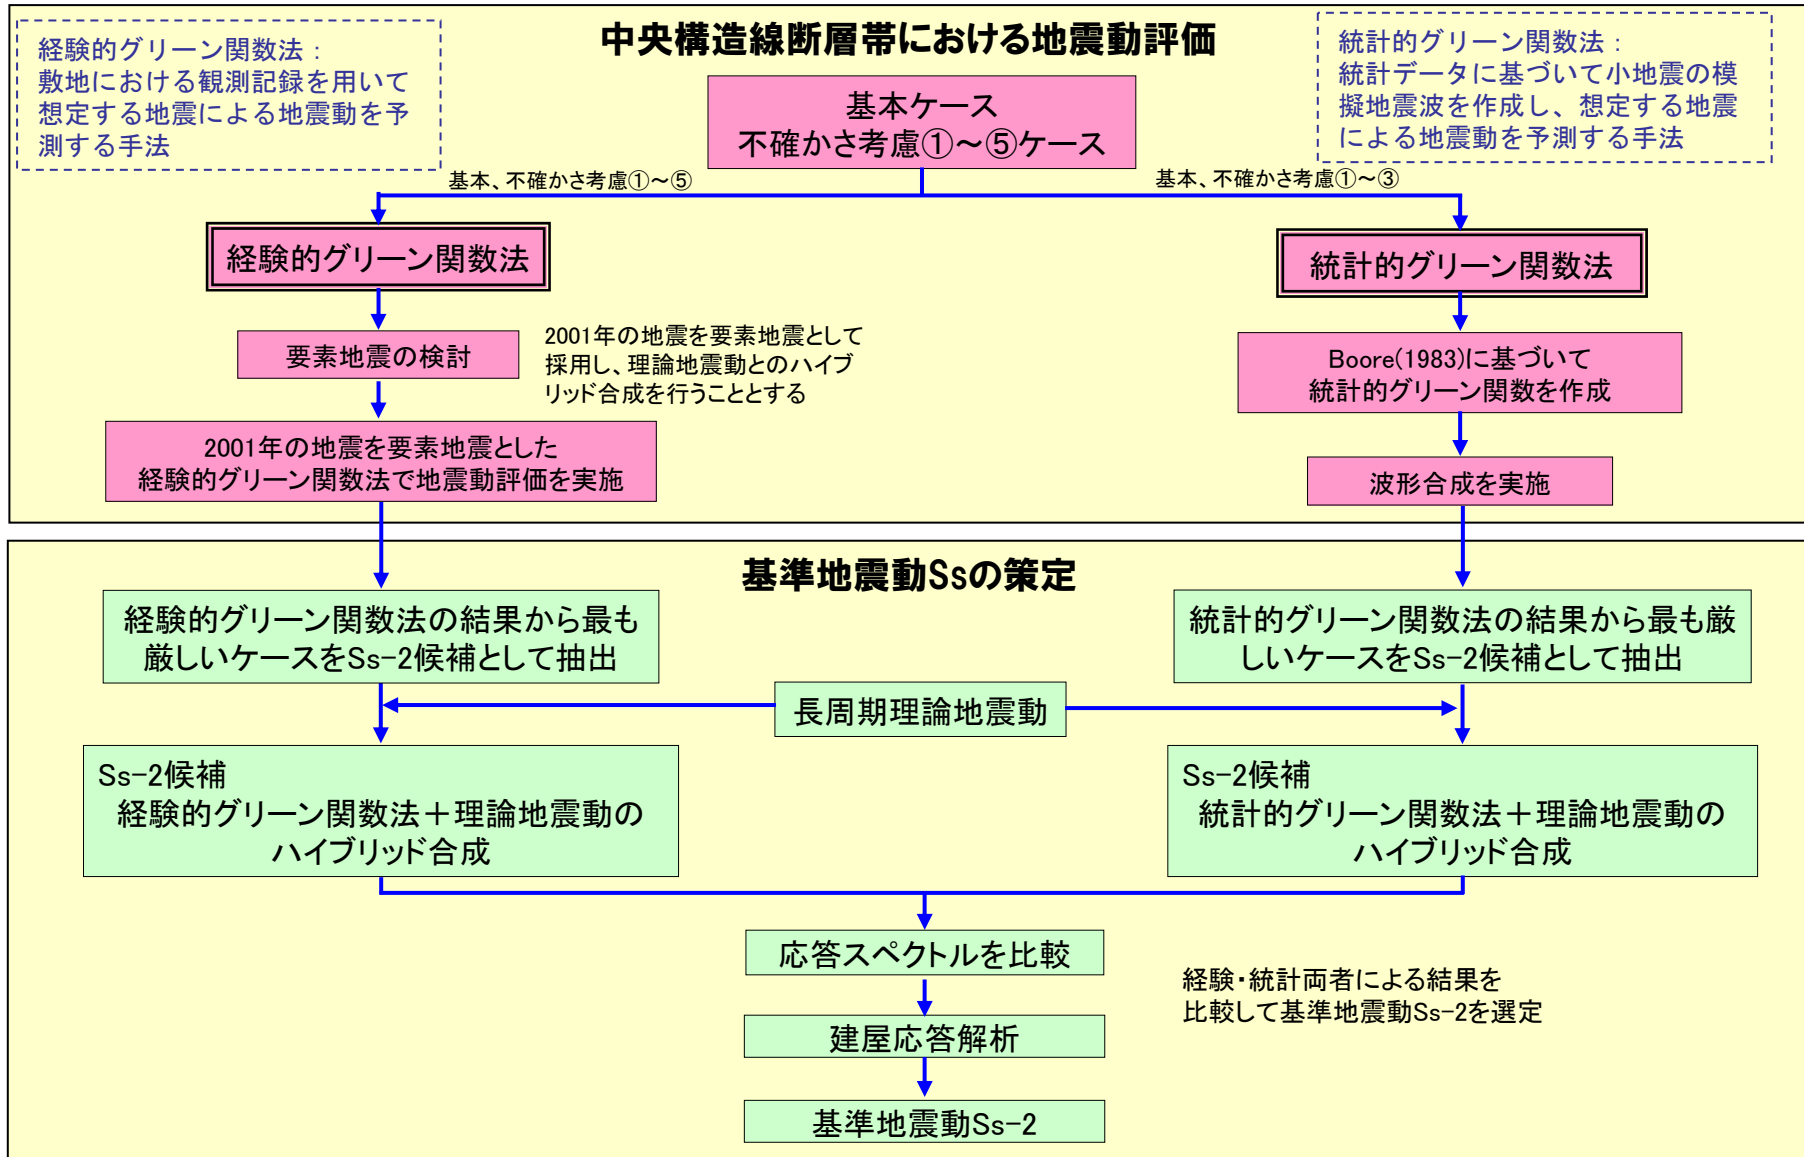 中央構造線断層帯における地震動評価
経験的グリーン関数法：
敷地における観測記録を用いて
想定する地震による地震動を予
測する手法
統計的グリーン関数法：
統計データに基づいて小地震の模
擬地震波を作成し、想定する地震
による地震動を予測する手法
基本ケース
不確かさ考慮①～⑤ケース
基本、不確かさ考慮①～⑤
基本、不確かさ考慮①～③
経験的グリーン関数法
統計的グリーン関数法
要素地震の検討
2001年の地震を要素地震として
採用し、理論地震動とのハイブ
リッド合成を行うこととする
Boore(1983)に基づいて
統計的グリーン関数を作成
2001年の地震を要素地震とした
経験的グリーン関数法で地震動評価を実施
波形合成を実施
基準地震動Ssの策定
経験的グリーン関数法の結果から最も
厳しいケースをSs-2候補として抽出
統計的グリーン関数法の結果から最も厳
しいケースをSs-2候補として抽出
長周期理論地震動
Ss-2候補
経験的グリーン関数法＋理論地震動の
ハイブリッド合成
Ss-2候補
統計的グリーン関数法＋理論地震動の
ハイブリッド合成
応答スペクトルを比較
経験・統計両者による結果を
比較して基準地震動Ss-2を選定
建屋応答解析
基準地震動Ss-2